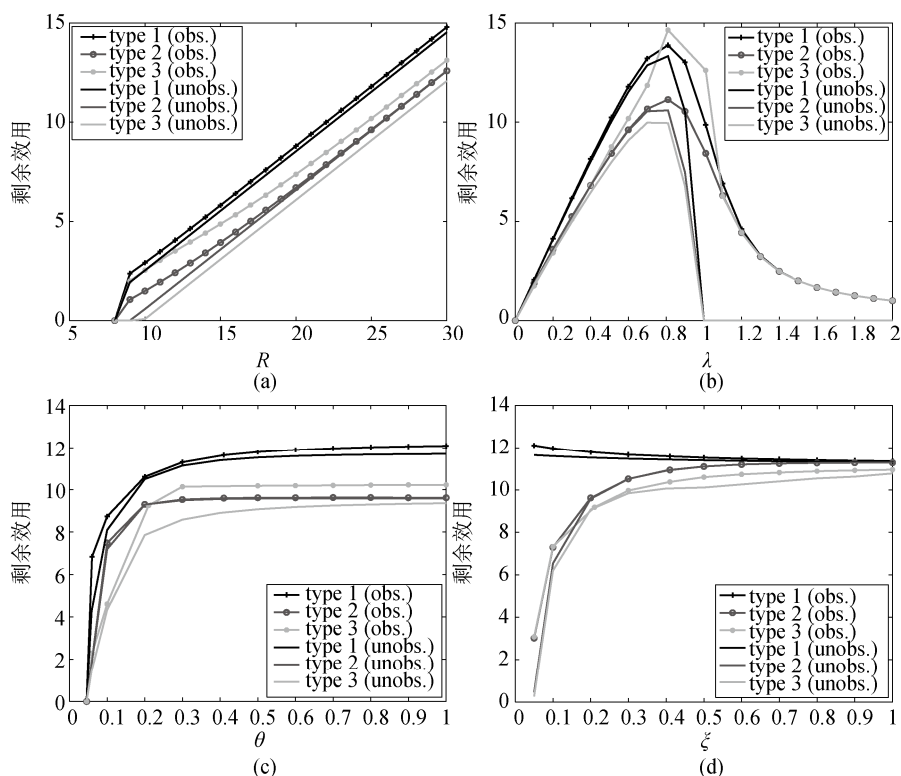 15
10
5
0
5
10
15
20
25
30
剩余效用
R
(a)
type 1 (obs.)
type 2 (obs.)
type 3 (obs.)
type 1 (unobs.)
type 2 (unobs.)
type 3 (unobs.)
15
10
5
0
0
0.2
0.4
0.6
0.8
1
1.2
1.4
1.6
1.8
2
剩余效用
λ
(b)
type 1 (obs.)
type 2 (obs.)
type 3 (obs.)
type 1 (unobs.)
type 2 (unobs.)
type 3 (unobs.)
14
12
10
8
6
4
2
0
0
0.1
0.2
0.3
0.4
0.5
0.6
0.7
0.8
0.9
1
剩余效用
θ
(c)
type 1 (obs.)
type 2 (obs.)
type 3 (obs.)
type 1 (unobs.)
type 2 (unobs.)
type 3 (unobs.)
14
12
10
8
6
4
2
0
0
0.1
0.2
0.3
0.4
0.5
0.6
0.7
0.8
0.9
1
剩余效用
ξ
(d)
type 1 (obs.)
type 2 (obs.)
type 3 (obs.)
type 1 (unobs.)
type 2 (unobs.)
type 3 (unobs.)